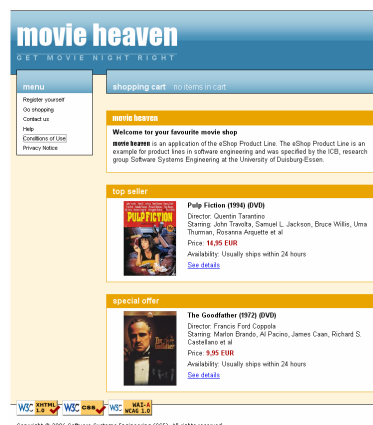 movie heaven
GET MOVIE NIGHT RIGHT
menu
Register yourself
Go shopping
Contact us
Help
Conditions of Use
Privacy Notice
shopping cart no items in cart
movie heaven
Welcome tor your favourite movie shop
movie heaven is an application of the eShop Product Line. The eShop Product Line is an
example for product lines in software engineering and was specified by the ICB, research
group Software Systems Engineering at the University of Duisburg-Essen.
top seller
PULP FICTION
Pulp Fiction (1994) (DVD)
Director: Quentin Tarantino
Starring: John Travolta, Samuel L. Jackson, Bruce Willis, Uma
Thurman, Rosanna Arquette et al
Price: 14,95 EUR
Availability: Usually ships within 24 hours
See details
special offer
The Goodfather (1972) (DVD)
Director: Francis Ford Coppola
Starring: Marlon Brando, Al Pacino, James Caan, Richard S.
Castellano et al
Price: 9,95 EUR
Availability: Usually ships within 24 hours
See details
W3C XHTML 1.0 W3C CSS W3C WAI-A WCAG 1.0